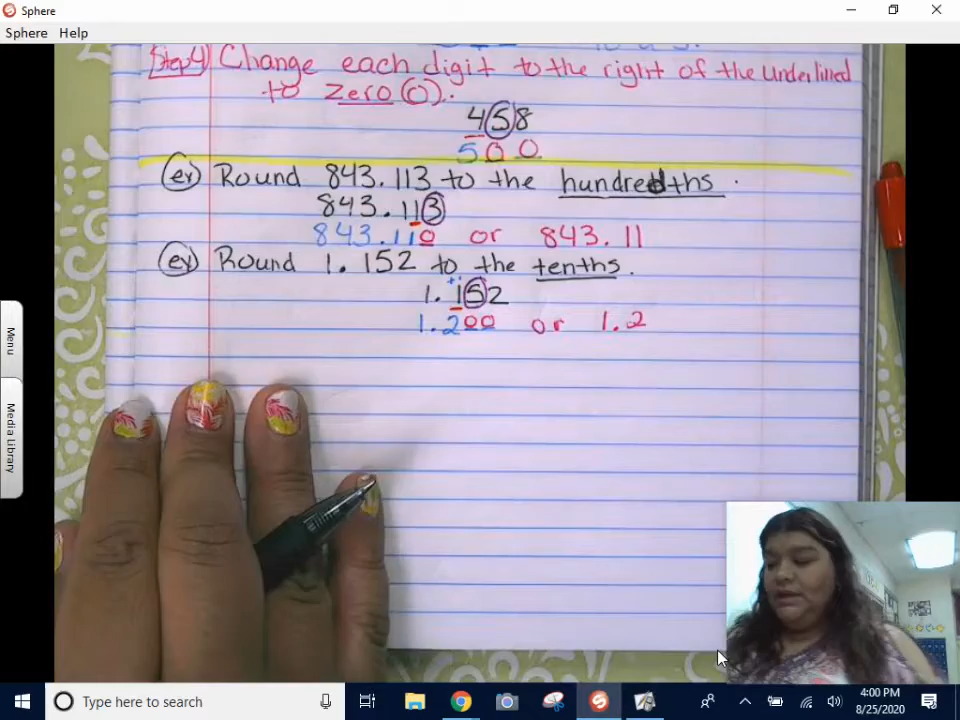 Sphere
Sphere Help
Step 4 Change each digit to the right of the underlined
to zero (0).
458
500
ex Round 843.113 to the hundredths.
843.113
843.110 or 843.11
ex Round 1.152 to the tenths.
+1
1.152
1.200 or 1.2
Menu
Media Library
Type here to search
4:00 PM
8/25/2020